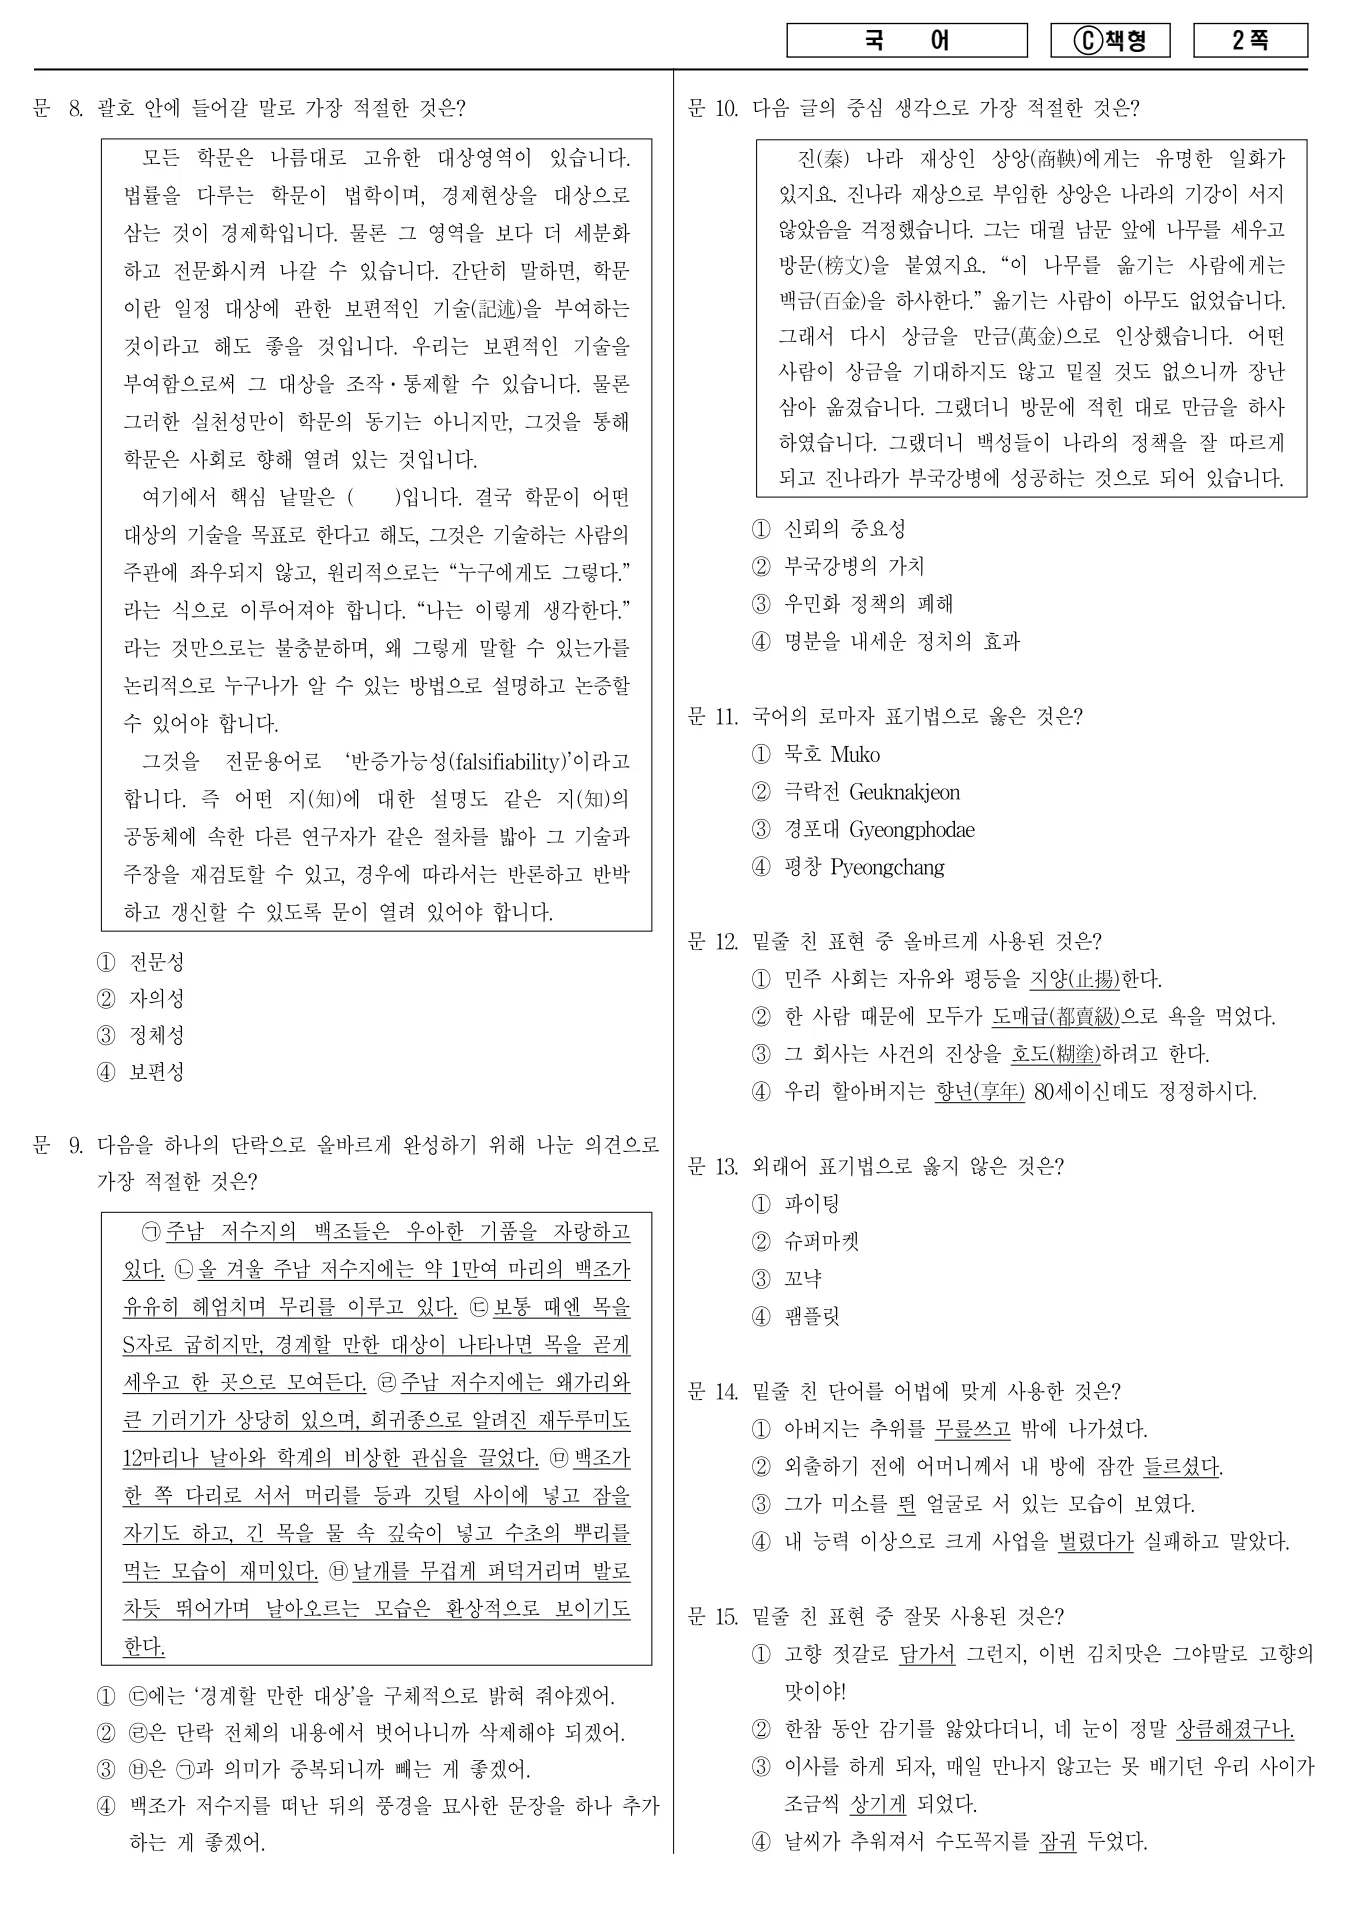 국 어
Ⓒ책형
2쪽
문 8. 괄호 안에 들어갈 말로 가장 적절한 것은?
모든 학문은 나름대로 고유한 대상영역이 있습니다.
법률을 다루는 학문이 법학이며, 경제현상을 대상으로
삼는 것이 경제학입니다. 물론 그 영역을 보다 더 세분화
하고 전문화시켜 나갈 수 있습니다. 간단히 말하면, 학문
이란 일정 대상에 관한 보편적인 기술(記述)을 부여하는
것이라고 해도 좋을 것입니다. 우리는 보편적인 기술을
부여함으로써 그 대상을 조작・통제할 수 있습니다. 물론
그러한 실천성만이 학문의 동기는 아니지만, 그것을 통해
학문은 사회로 향해 열려 있는 것입니다.
여기에서 핵심 낱말은 (   )입니다. 결국 학문이 어떤
대상의 기술을 목표로 한다고 해도, 그것은 기술하는 사람의
주관에 좌우되지 않고, 원리적으로는 “누구에게도 그렇다.”
라는 식으로 이루어져야 합니다. “나는 이렇게 생각한다.”
라는 것만으로는 불충분하며, 왜 그렇게 말할 수 있는가를
논리적으로 누구나가 알 수 있는 방법으로 설명하고 논증할
수 있어야 합니다.
그것을 전문용어로 ‘반증가능성(falsifiability)’이라고
합니다. 즉 어떤 지(知)에 대한 설명도 같은 지(知)의
공동체에 속한 다른 연구자가 같은 절차를 밟아 그 기술과
주장을 재검토할 수 있고, 경우에 따라서는 반론하고 반박
하고 갱신할 수 있도록 문이 열려 있어야 합니다.
① 전문성
② 자의성
③ 정체성
④ 보편성
문 9. 다음을 하나의 단락으로 올바르게 완성하기 위해 나눈 의견으로
가장 적절한 것은?
㉠주남 저수지의 백조들은 우아한 기품을 자랑하고
있다. ㉡올 겨울 주남 저수지에는 약 1만여 마리의 백조가
유유히 헤엄치며 무리를 이루고 있다. ㉢보통 때엔 목을
S자로 굽히지만, 경계할 만한 대상이 나타나면 목을 곧게
세우고 한 곳으로 모여든다. ㉣주남 저수지에는 왜가리와
큰 기러기가 상당히 있으며, 희귀종으로 알려진 재두루미도
12마리나 날아와 학계의 비상한 관심을 끌었다. ㉤백조가
한 쪽 다리로 서서 머리를 등과 깃털 사이에 넣고 잠을
자기도 하고, 긴 목을 물 속 깊숙이 넣고 수초의 뿌리를
먹는 모습이 재미있다. ㉥날개를 무겁게 퍼덕거리며 발로
차듯 뛰어가며 날아오르는 모습은 환상적으로 보이기도
한다.
① ㉢에는 ‘경계할 만한 대상’을 구체적으로 밝혀 줘야겠어.
② ㉣은 단락 전체의 내용에서 벗어나니까 삭제해야 되겠어.
③ ㉥은 ㉠과 의미가 중복되니까 빼는 게 좋겠어.
④ 백조가 저수지를 떠난 뒤의 풍경을 묘사한 문장을 하나 추가
하는 게 좋겠어.
문 10. 다음 글의 중심 생각으로 가장 적절한 것은?
진(秦) 나라 재상인 상앙(商鞅)에게는 유명한 일화가
있지요. 진나라 재상으로 부임한 상앙은 나라의 기강이 서지
않았음을 걱정했습니다. 그는 대궐 남문 앞에 나무를 세우고
방문(榜文)을 붙였지요. “이 나무를 옮기는 사람에게는
백금(百金)을 하사한다.” 옮기는 사람이 아무도 없었습니다.
그래서 다시 상금을 만금(萬金)으로 인상했습니다. 어떤
사람이 상금을 기대하지도 않고 밑질 것도 없으니까 장난
삼아 옮겼습니다. 그랬더니 방문에 적힌 대로 만금을 하사
하였습니다. 그랬더니 백성들이 나라의 정책을 잘 따르게
되고 진나라가 부국강병에 성공하는 것으로 되어 있습니다.
① 신뢰의 중요성
② 부국강병의 가치
③ 우민화 정책의 폐해
④ 명분을 내세운 정치의 효과
문 11. 국어의 로마자 표기법으로 옳은 것은?
① 묵호 Muko
② 극락전 Geuknakjeon
③ 경포대 Gyeongphodae
④ 평창 Pyeongchang
문 12. 밑줄 친 표현 중 올바르게 사용된 것은?
① 민주 사회는 자유와 평등을 지양(止揚)한다.
② 한 사람 때문에 모두가 도매급(都賣級)으로 욕을 먹었다.
③ 그 회사는 사건의 진상을 호도(糊塗)하려고 한다.
④ 우리 할아버지는 향년(享年) 80세이신데도 정정하시다.
문 13. 외래어 표기법으로 옳지 않은 것은?
① 파이팅
② 슈퍼마켓
③ 꼬냑
④ 팸플릿
문 14. 밑줄 친 단어를 어법에 맞게 사용한 것은?
① 아버지는 추위를 무릎쓰고 밖에 나가셨다.
② 외출하기 전에 어머니께서 내 방에 잠깐 들르셨다.
③ 그가 미소를 띈 얼굴로 서 있는 모습이 보였다.
④ 내 능력 이상으로 크게 사업을 벌렸다가 실패하고 말았다.
문 15. 밑줄 친 표현 중 잘못 사용된 것은?
① 고향 젓갈로 담가서 그런지, 이번 김치맛은 그야말로 고향의
맛이야!
② 한참 동안 감기를 앓았다더니, 네 눈이 정말 상큼해졌구나.
③ 이사를 하게 되자, 매일 만나지 않고는 못 배기던 우리 사이가
조금씩 상기게 되었다.
④ 날씨가 추워져서 수도꼭지를 잠궈 두었다.